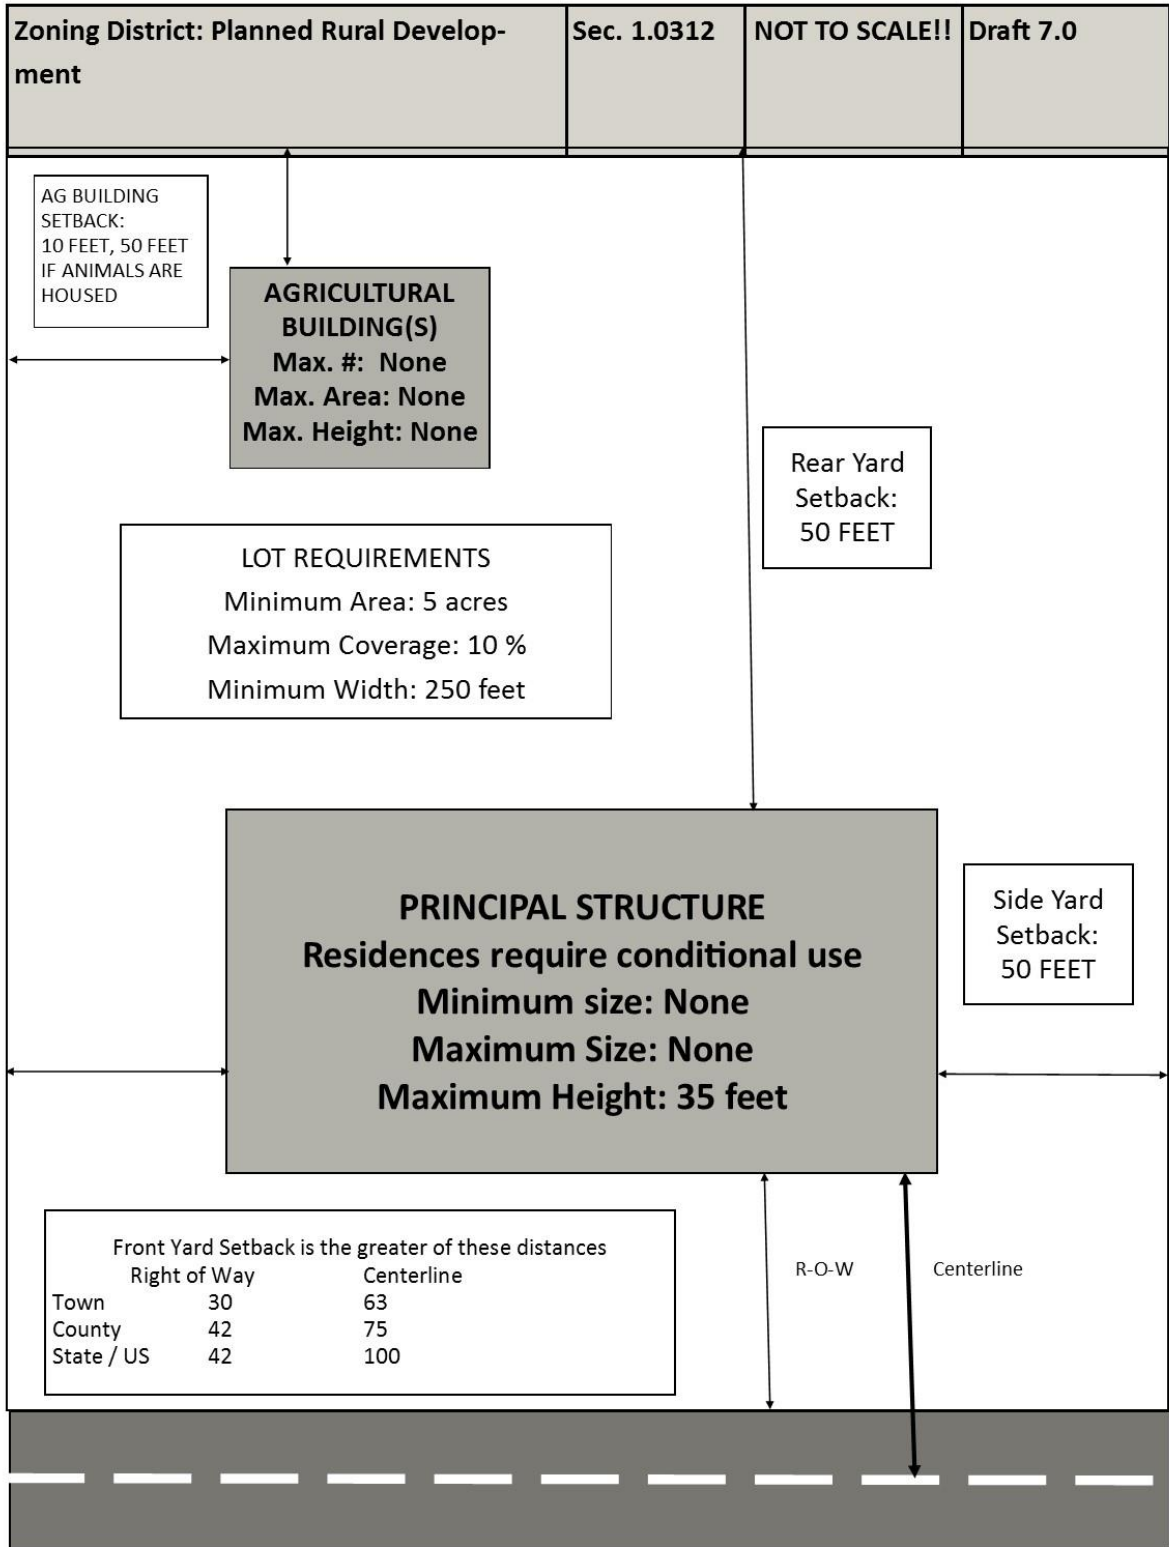 Zoning District: Planned Rural Develop-
ment
Sec. 1.0312
NOT TO SCALE!!
Draft 7.0
AG BUILDING
SETBACK:
10 FEET, 50 FEET
IF ANIMALS ARE
HOUSED
AGRICULTURAL
BUILDING(S)
Max. #: None
Max. Area: None
Max. Height: None
Rear Yard
Setback:
50 FEET
LOT REQUIREMENTS
Minimum Area: 5 acres
Maximum Coverage: 10 %
Minimum Width: 250 feet
PRINCIPAL STRUCTURE
Residences require conditional use
Minimum size: None
Maximum Size: None
Maximum Height: 35 feet
Side Yard
Setback:
50 FEET
Front Yard Setback is the greater of these distances
Right of Way Centerline
Town 30 63
County 42 75
State / US 42 100
R-O-W
Centerline